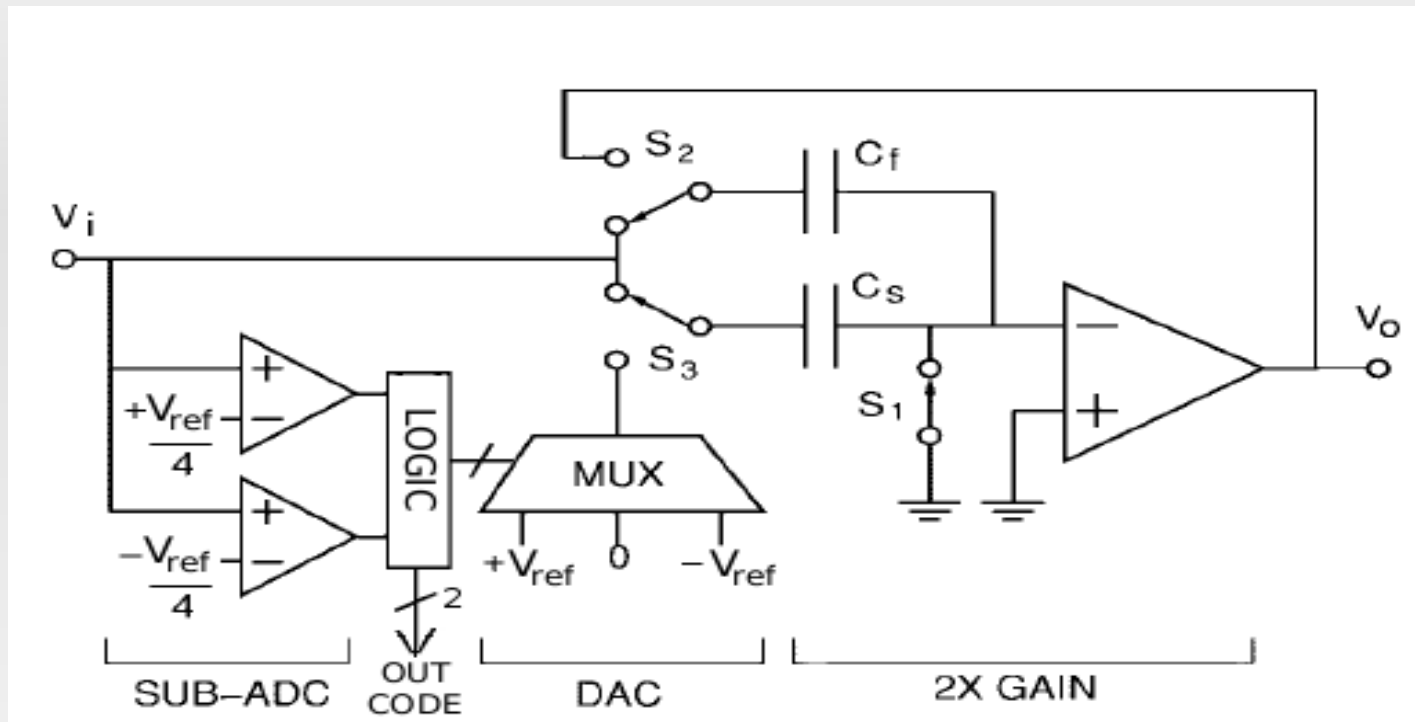 S2
Cf
Vi
Cs
Vo
S3
S1
+
−
+Vref
4
LOGIC
MUX
−
+
+
−
−Vref
4
+Vref
0
−Vref
2
OUT
CODE
SUB–ADC
DAC
2X GAIN